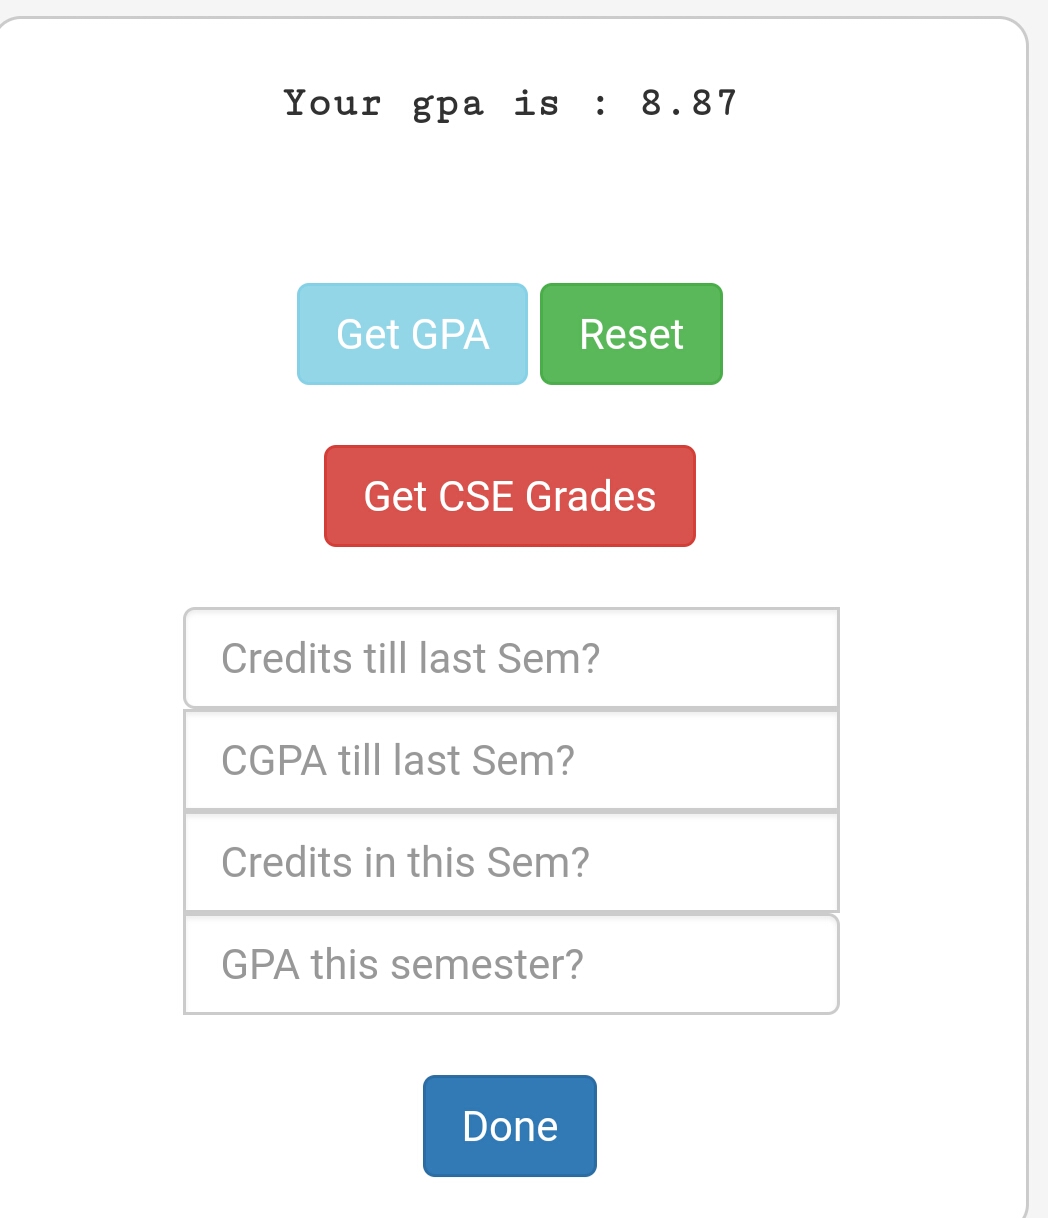 Your gpa is : 8.87
Get GPA Reset
Get CSE Grades
Credits till last Sem?
CGPA till last Sem?
Credits in this Sem?
GPA this semester?
Done